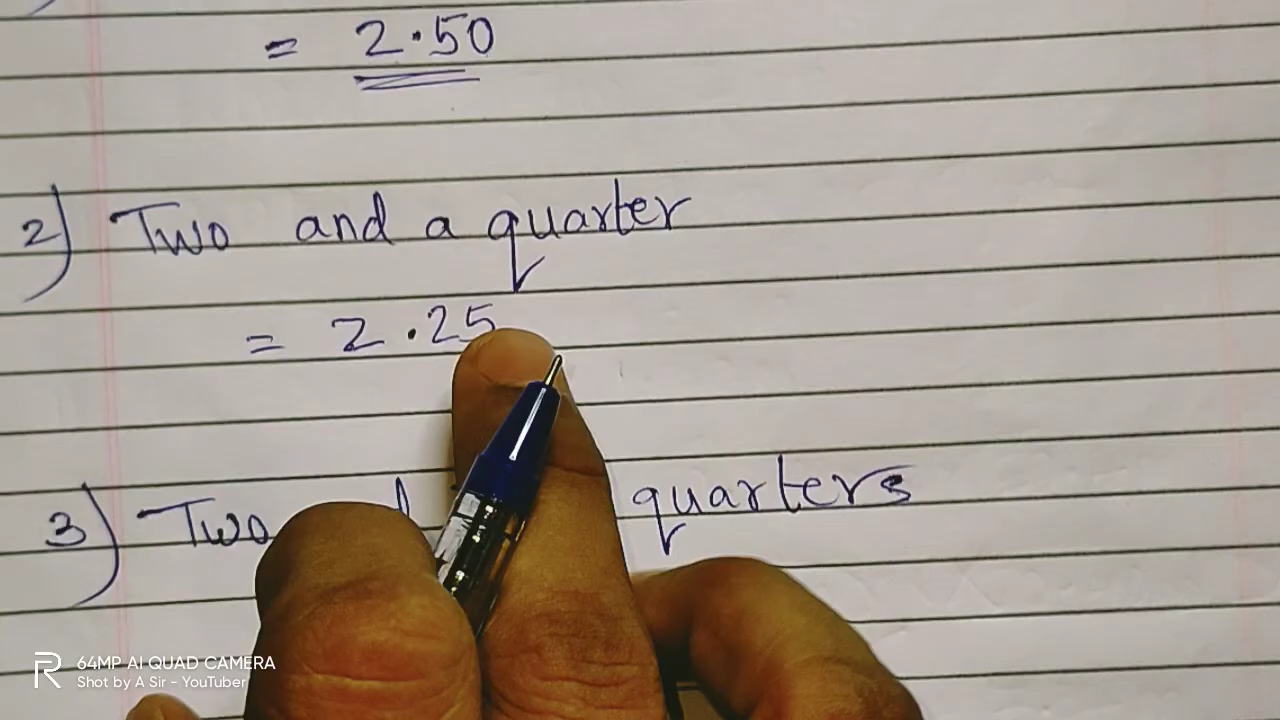 = 2.50
2) Two and a quarter
= 2.25
3) Two quarters
64MP AI QUAD CAMERA
Shot by A Sir - YouTuber